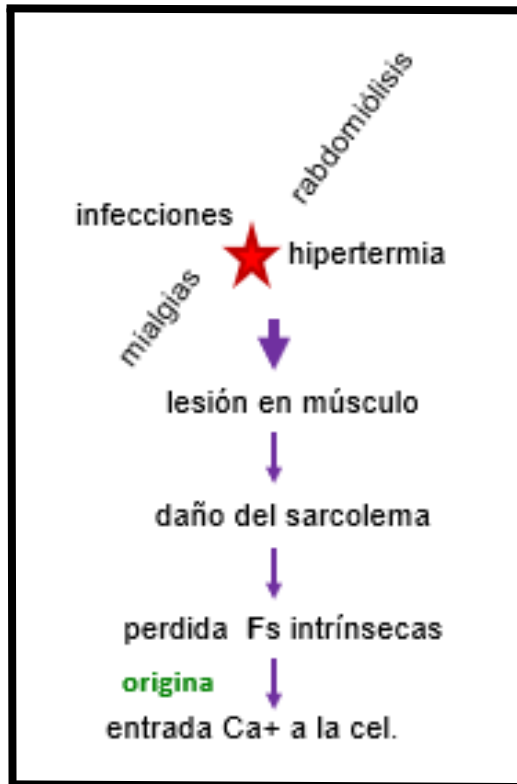 rabdomiólisis
infecciones
hipertermia
mialgias
lesión en músculo
daño del sarcolema
perdida Fs intrínsecas
origina
entrada Ca+ a la cel.